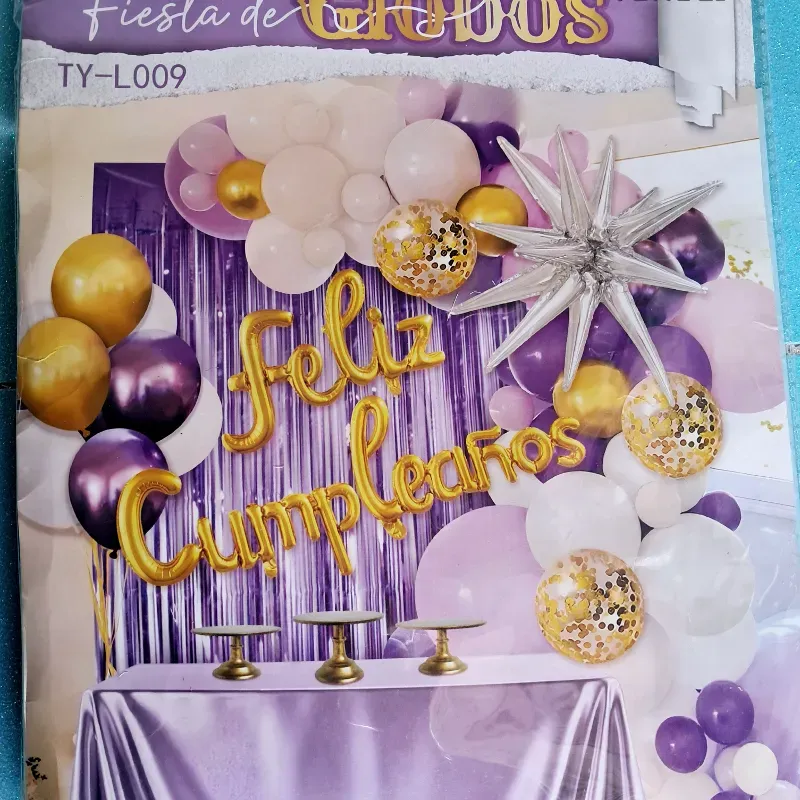 Fiesta de GLOBOS
TY-L009
feliz
Cumpleaños